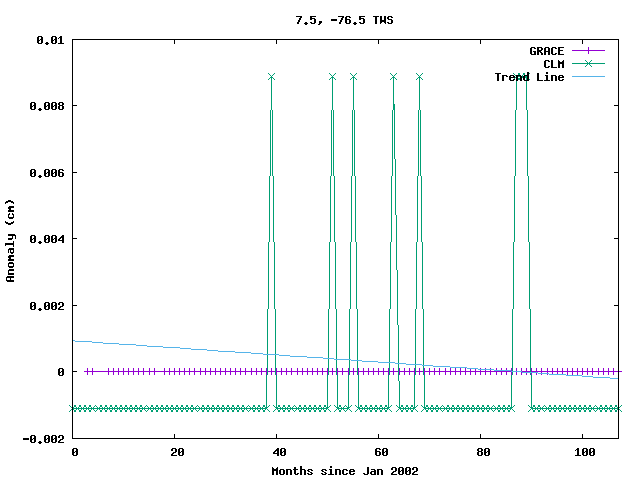 7.5, -76.5 TWS
0.01
0.008
0.006
0.004
0.002
0
-0.002
Anomaly (cm)
GRACE
CLM
Trend Line
0 20 40 60 80 100
Months since Jan 2002